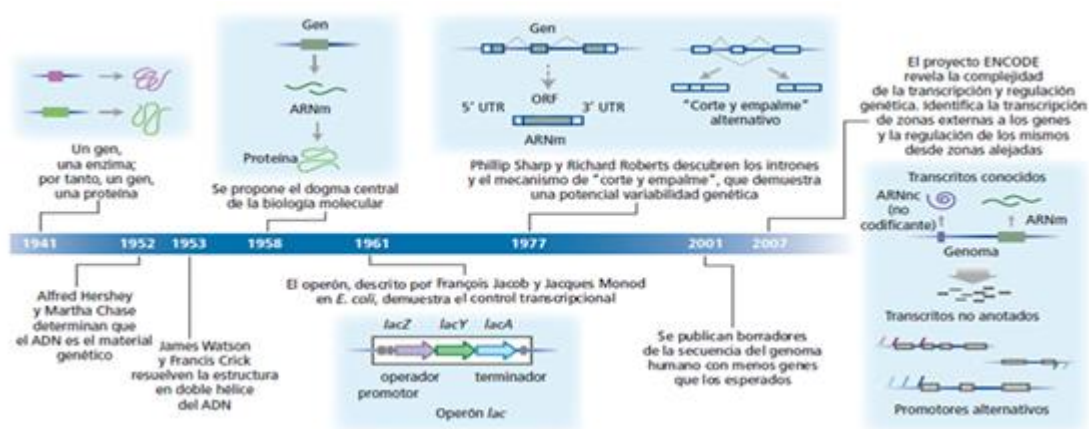 Un gen,
una enzima;
por tanto, un gen,
una proteína
Gen
ARNm
Proteína
Se propone el dogma central
de la biología molecular
Gen
5' UTR
ORF
3' UTR
ARNm
"Corte y empalme"
alternativo
Phillip Sharp y Richard Roberts descubren los intrones
y el mecanismo de "corte y empalme", que demuestra
una potencial variabilidad genética
El proyecto ENCODE
revela la complejidad
de la transcripción y regulación
genética. Identifica la transcripción
de zonas externas a los genes
y la regulación de los mismos
desde zonas alejadas
1941 1952 1953 1958 1961 1977 2001 2007
Alfred Hershey
y Martha Chase
determinan que
el ADN es el material
genético
James Watson
y Francis Crick
resuelven la estructura
en doble hélice
del ADN
El operón, descrito por François Jacob y Jacques Monod
en E. coli, demuestra el control transcripcional
lacZ lacY lacA
operador terminador
promotor
Operón lac
Se publican borradores
de la secuencia del genoma
humano con menos genes
que los esperados
Transcritos conocidos
ARNnc
(no
codificante)
ARNm
Genoma
Transcritos no anotados
Promotores alternativos